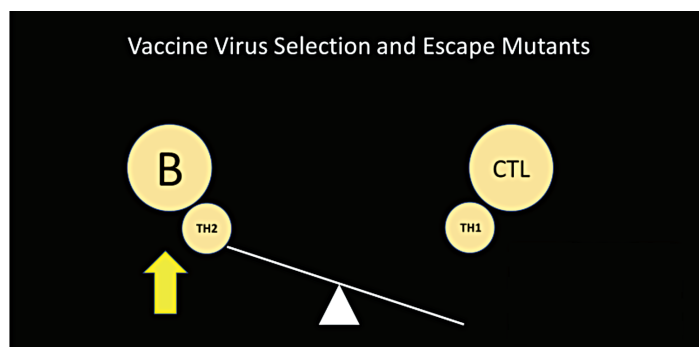 Vaccine Virus Selection and Escape Mutants
B
CTL
TH2
TH1